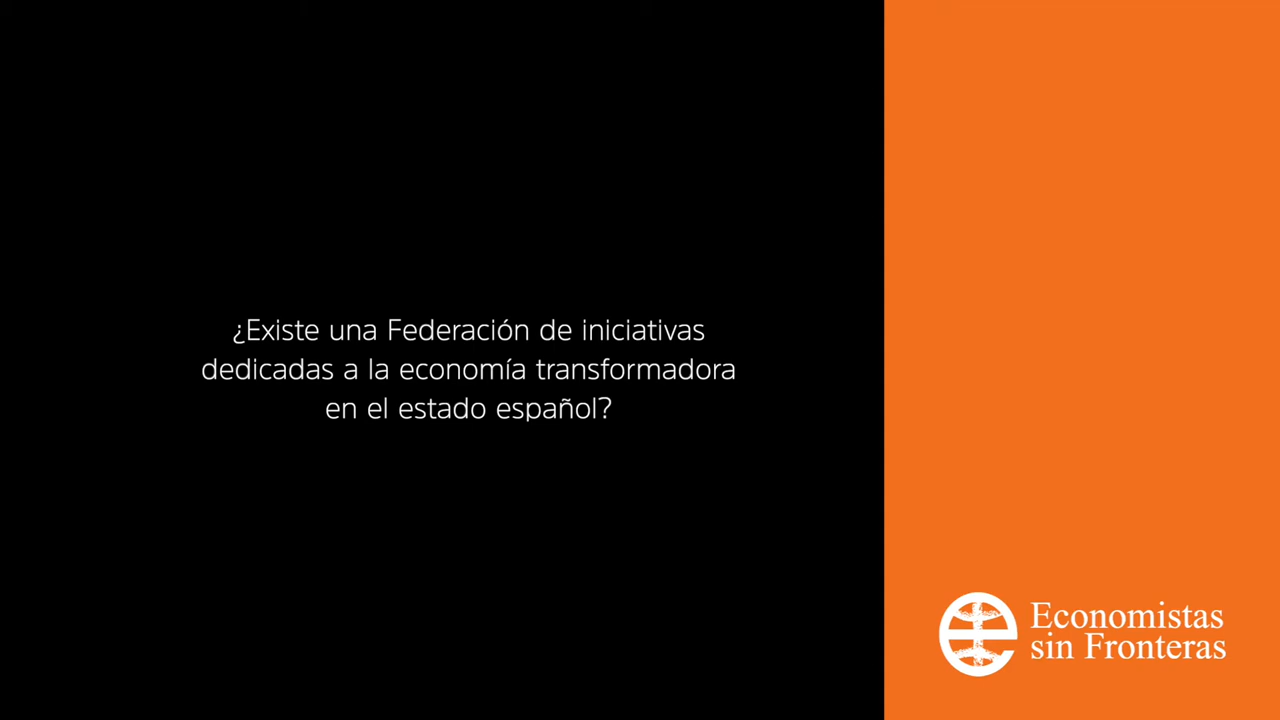 ¿Existe una Federación de iniciativas
dedicadas a la economía transformadora
en el estado español?
Economistas
sin Fronteras